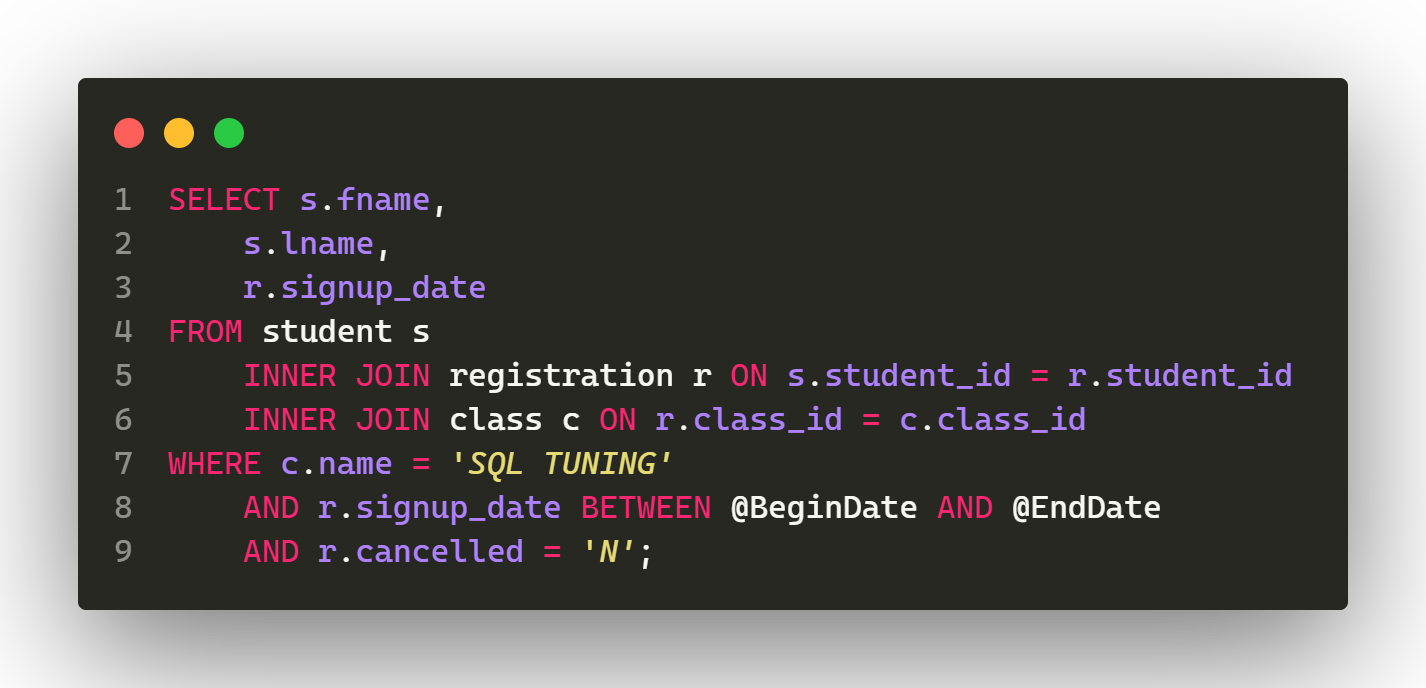 1 SELECT s.fname,
2     s.lname,
3     r.signup_date
4 FROM student s
5     INNER JOIN registration r ON s.student_id = r.student_id
6     INNER JOIN class c ON r.class_id = c.class_id
7 WHERE c.name = 'SQL TUNING'
8     AND r.signup_date BETWEEN @BeginDate AND @EndDate
9     AND r.cancelled = 'N';